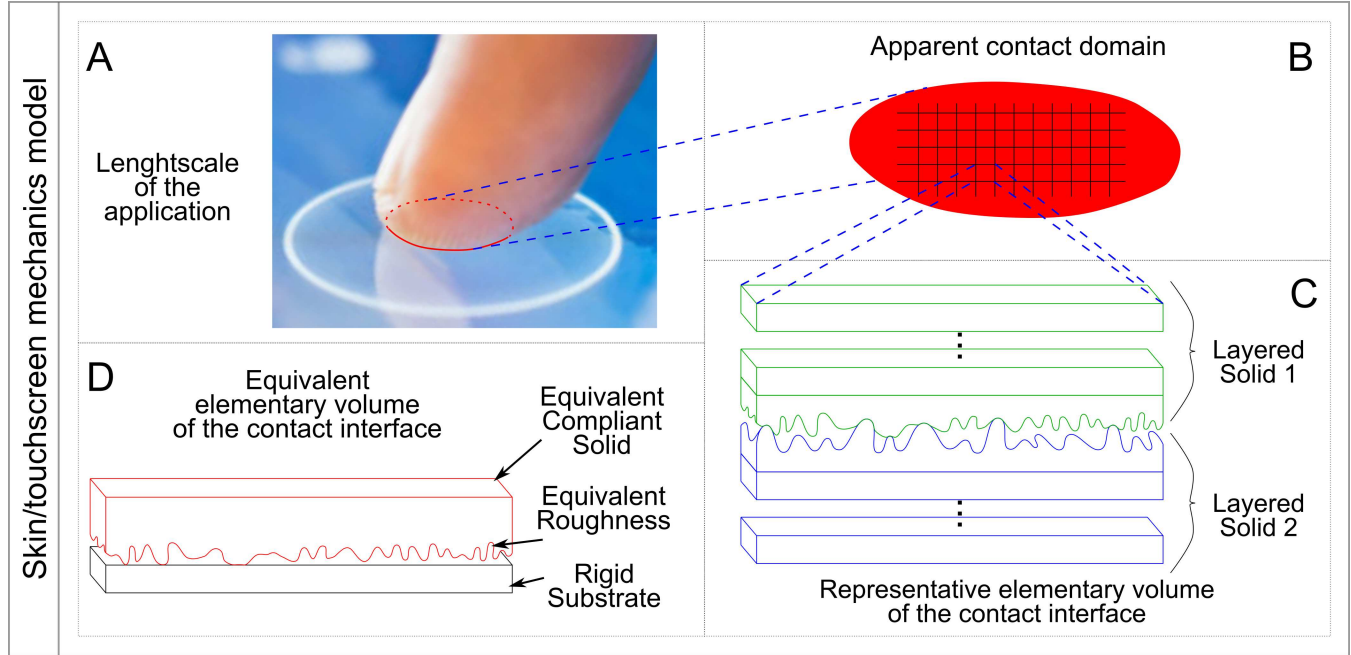 Skin/touchscreen mechanics model
A
Lenghtscale
of the
application
Apparent contact domain
B
C
Layered
Solid 1
Layered
Solid 2
Representative elementary volume
of the contact interface
D
Equivalent
elementary volume
of the contact interface
Equivalent
Compliant
Solid
Equivalent
Roughness
Rigid
Substrate